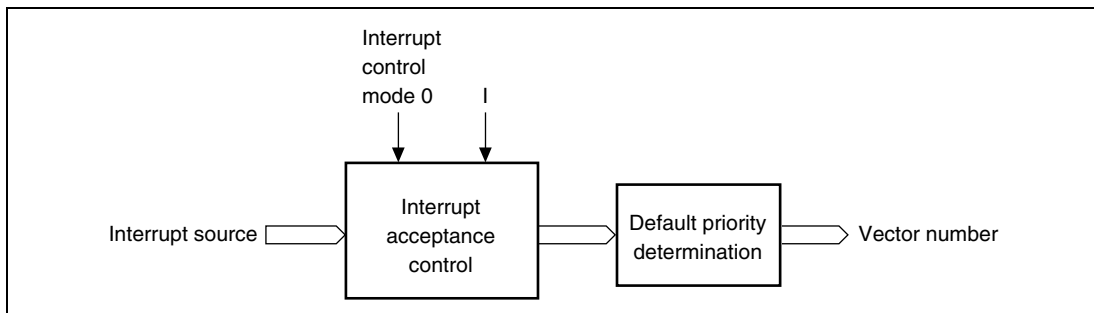 Interrupt
control
mode 0
I
Interrupt source
Interrupt
acceptance
control
Default priority
determination
Vector number